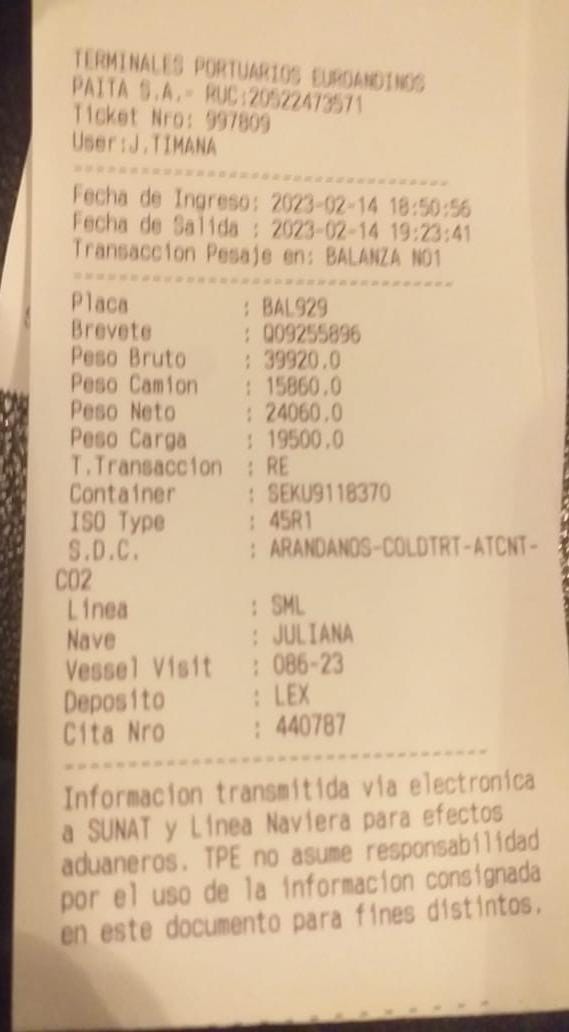 TERMINALES PORTUARIOS EUROANDINOS
PAITA S.A.- RUC:20522473571
Ticket Nro: 997809
User:J.TIMANA
Fecha de Ingreso: 2023-02-14 18:50:56
Fecha de Salida : 2023-02-14 19:23:41
Transaccion Pesaje en: BALANZA N01
Placa : BAL929
Brevete : Q09255896
Peso Bruto : 39920.0
Peso Camion : 15860.0
Peso Neto : 24060.0
Peso Carga : 19500.0
T.Transaccion : RE
Container : SEKU9118370
ISO Type : 45R1
S.D.C. : ARANDANOS-COLDTRT-ATCNT-
CO2
Linea : SML
Nave : JULIANA
Vessel Visit : 086-23
Deposito : LEX
Cita Nro : 440787
Informacion transmitida via electronica
a SUNAT y Linea Naviera para efectos
aduaneros. TPE no asume responsabilidad
por el uso de la informacion consignada
en este documento para fines distintos.